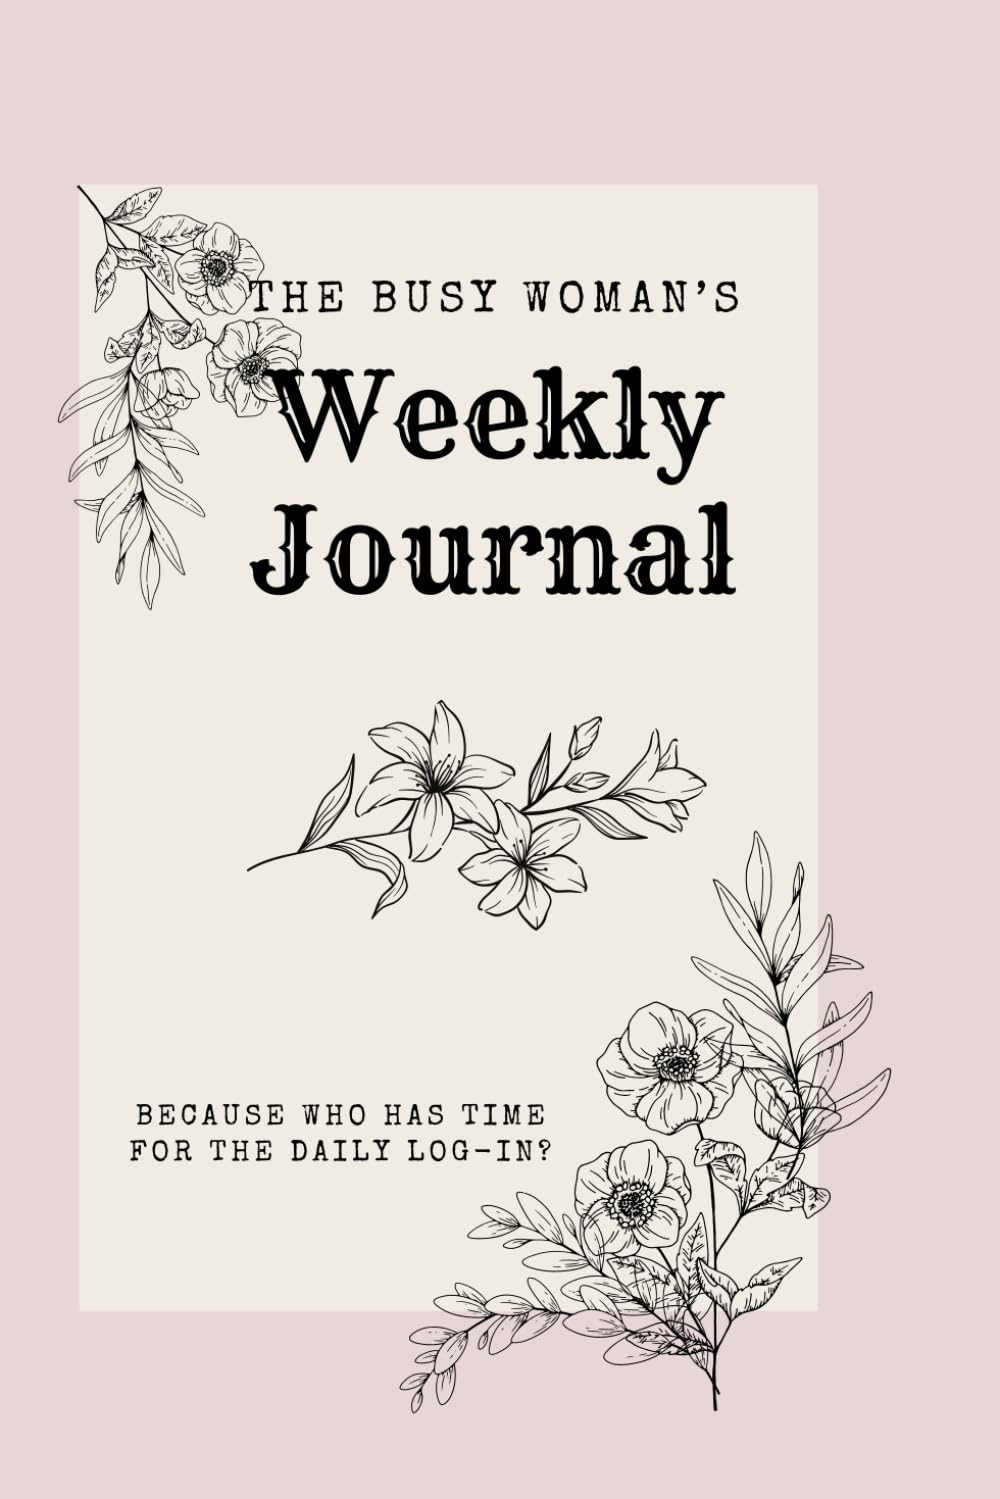 THE BUSY WOMAN'S
Weekly
Journal
BECAUSE WHO HAS TIME
FOR THE DAILY LOG-IN?